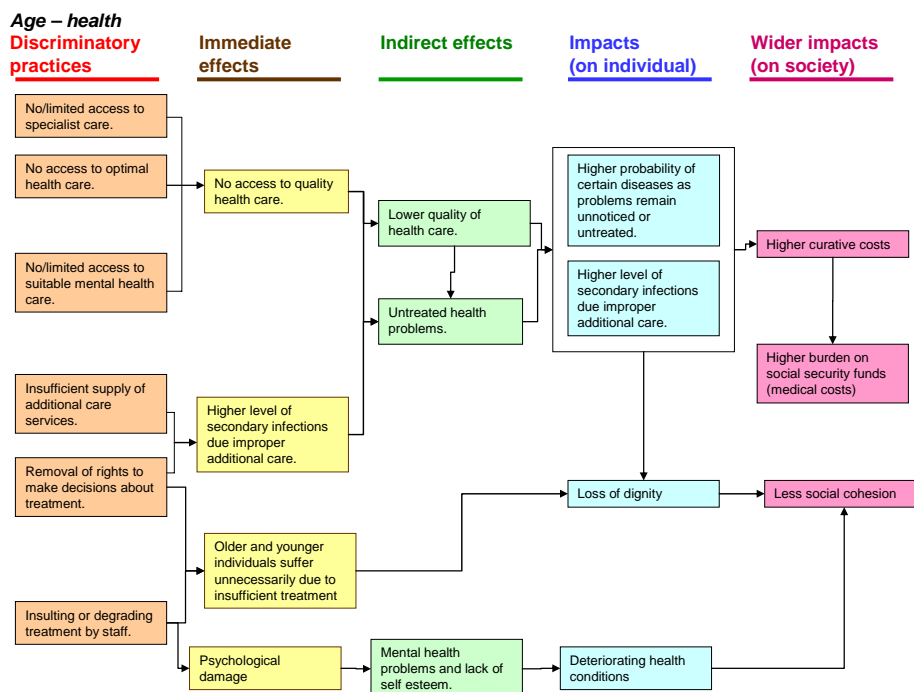 Age – health
Discriminatory
practices
Immediate
effects
Indirect effects
Impacts
(on individual)
Wider impacts
(on society)
No/limited access to
specialist care.
No access to optimal
health care.
No/limited access to
suitable mental health
care.
Insufficient supply of
additional care
services.
Removal of rights to
make decisions about
treatment.
Insulting or degrading
treatment by staff.
No access to quality
health care.
Higher level of
secondary infections
due improper
additional care.
Older and younger
individuals suffer
unnecessarily due to
insufficient treatment
Psychological
damage
Lower quality of
health care.
Untreated health
problems.
Mental health
problems and lack of
self esteem.
Higher probability of
certain diseases as
problems remain
unnoticed or
untreated.
Higher level of
secondary infections
due improper
additional care.
Loss of dignity
Deteriorating health
conditions
Higher curative costs
Higher burden on
social security funds
(medical costs)
Less social cohesion